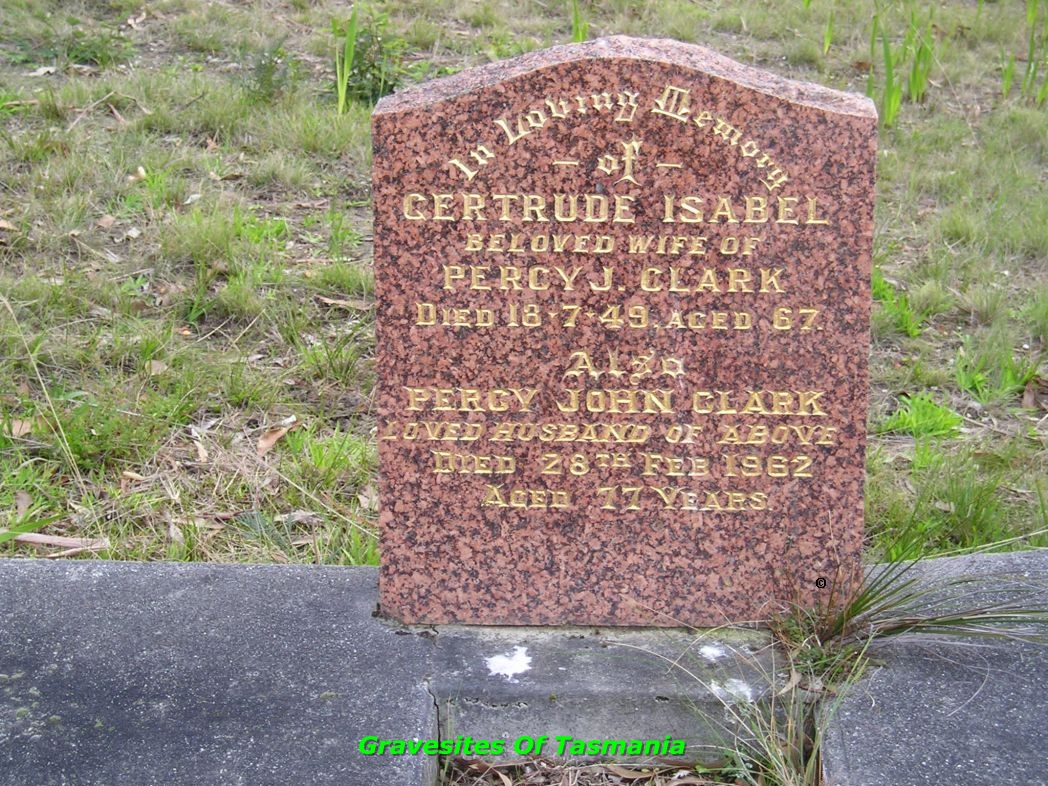 In Loving Memory
– of –
GERTRUDE ISABEL
BELOVED WIFE OF
PERCY J. CLARK
DIED 18·7·49, AGED 67.
Also
PERCY JOHN CLARK
LOVED HUSBAND OF ABOVE
DIED 28TH FEB 1962
AGED 77 YEARS.
©
Gravesites Of Tasmania